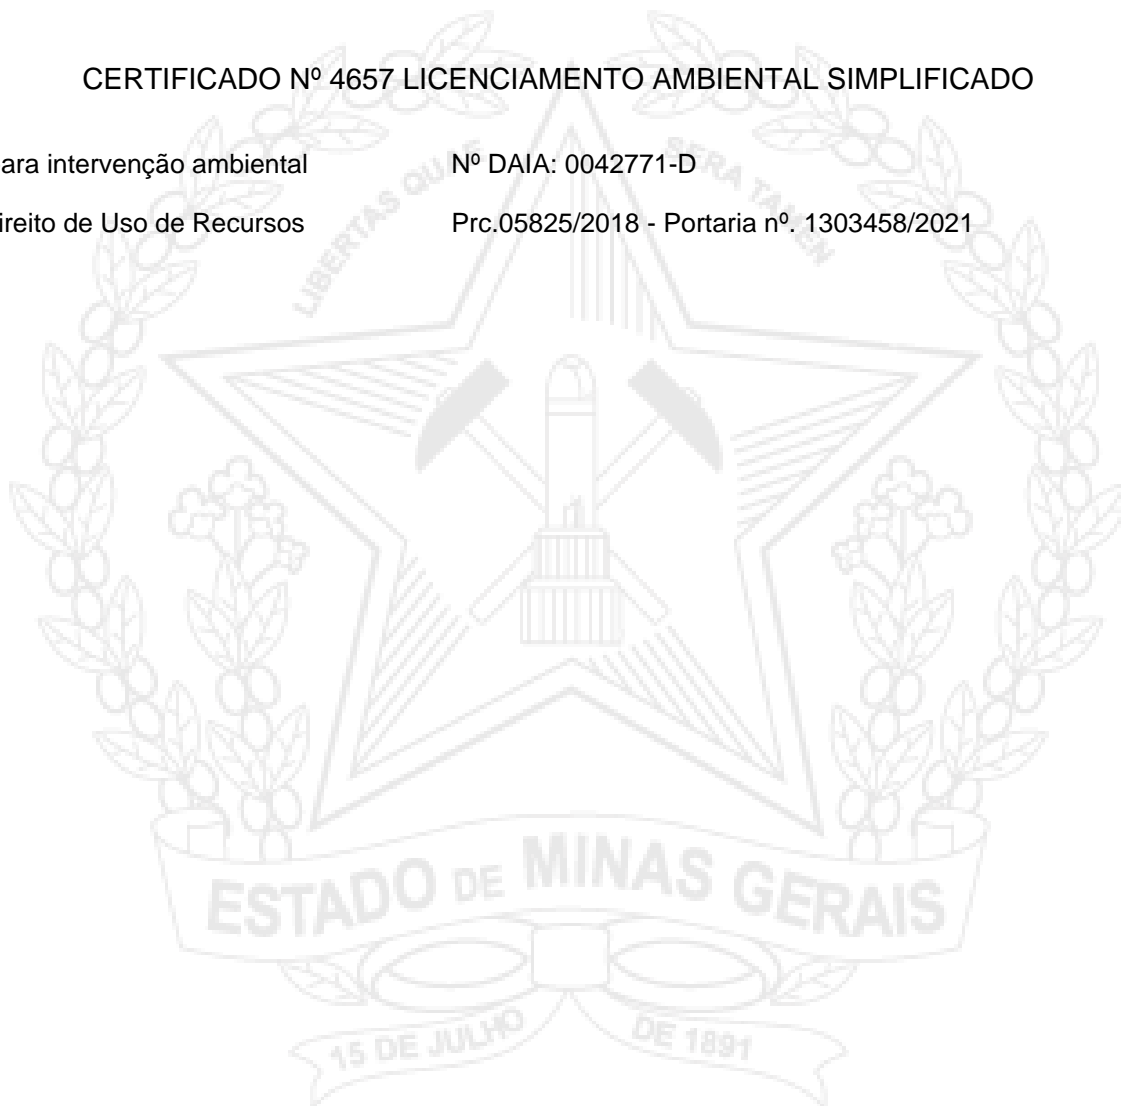 CERTIFICADO Nº 4657 LICENCIAMENTO AMBIENTAL SIMPLIFICADO
ara intervenção ambiental Nº DAIA: 0042771-D
ireito de Uso de Recursos Prc.05825/2018 - Portaria nº. 1303458/2021
LIBERTAS QUÆ SERA TAMEN
ESTADO DE MINAS GERAIS
15 DE JULHO DE 1891